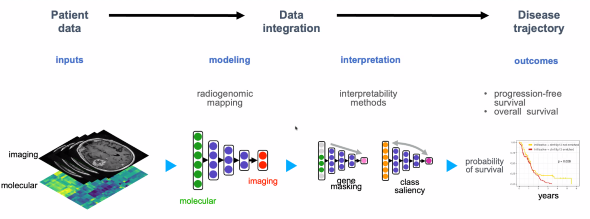 Patient
data
Data
integration
Disease
trajectory
inputs
modeling
interpretation
outcomes
radiogenomic
mapping
interpretability
methods
• progression-free
survival
• overall survival
imaging
molecular
molecular
imaging
gene
masking
class
saliency
probability
of survival
years